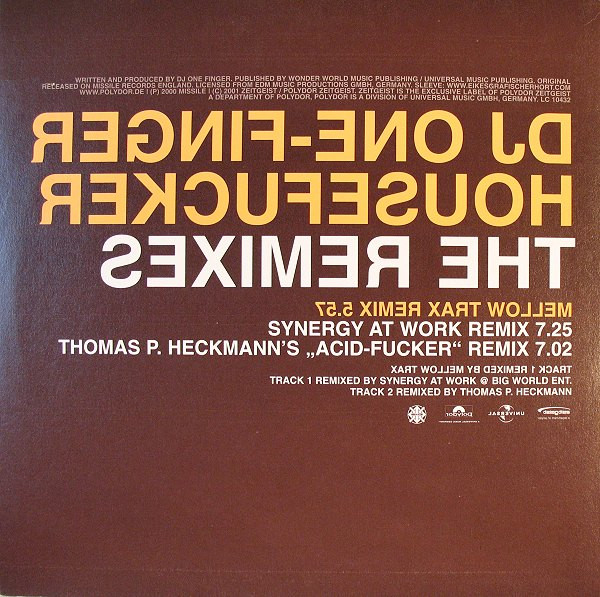 WRITTEN AND PRODUCED BY DJ ONE FINGER. PUBLISHED BY WONDER WORLD MUSIC PUBLISHING / UNIVERSAL MUSIC PUBLISHING. ORIGINAL
RELEASED ON MISSILE RECORDS ENGLAND. LICENSED FROM EDM MUSIC PRODUCTIONS GMBH, GERMANY. SLEEVE: WWW.EIKESGRAFISCHERHORT.COM
WWW.POLYDOR.DE ! (P) 2000 MISSILE ! (C) 2001 ZEITGEIST / POLYDOR ZEITGEIST. ZEITGEIST IS THE EXCLUSIVE LABEL OF POLYDOR ZEITGEIST
A DEPARTMENT OF POLYDOR. POLYDOR IS A DIVISION OF UNIVERSAL MUSIC GMBH, GERMANY. LC 10432
DJ ONE-FINGER
HOUSEFUCKER
THE REMIXES
MELLOW TRAX REMIX 5.57
SYNERGY AT WORK REMIX 7.25
THOMAS P. HECKMANN'S „ACID-FUCKER“ REMIX 7.02
TRACK 1 REMIXED BY MELLOW TRAX
TRACK 1 REMIXED BY SYNERGY AT WORK @ BIG WORLD ENT.
TRACK 2 REMIXED BY THOMAS P. HECKMANN
polydor
UNIVERSAL